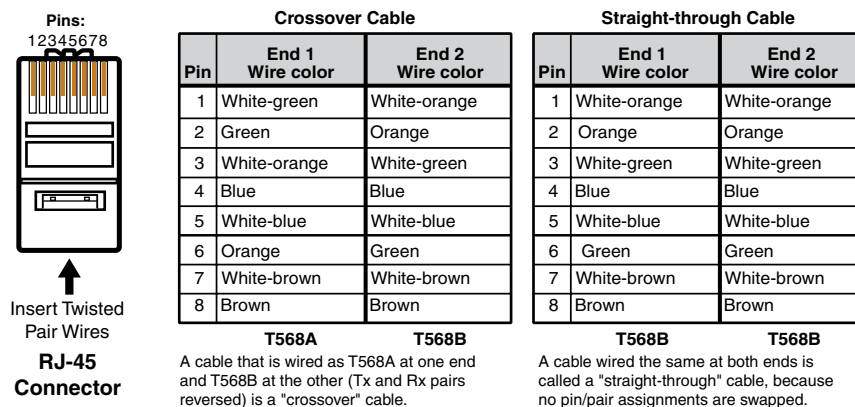 Pins:
12345678
Insert Twisted
Pair Wires
RJ-45
Connector
Crossover Cable
Pin End 1 Wire color End 2 Wire color
1 White-green White-orange
2 Green Orange
3 White-orange White-green
4 Blue Blue
5 White-blue White-blue
6 Orange Green
7 White-brown White-brown
8 Brown Brown
T568A T568B
A cable that is wired as T568A at one end
and T568B at the other (Tx and Rx pairs
reversed) is a "crossover" cable.
Straight-through Cable
Pin End 1 Wire color End 2 Wire color
1 White-orange White-orange
2 Orange Orange
3 White-green White-green
4 Blue Blue
5 White-blue White-blue
6 Green Green
7 White-brown White-brown
8 Brown Brown
T568B T568B
A cable wired the same at both ends is
called a "straight-through" cable, because
no pin/pair assignments are swapped.